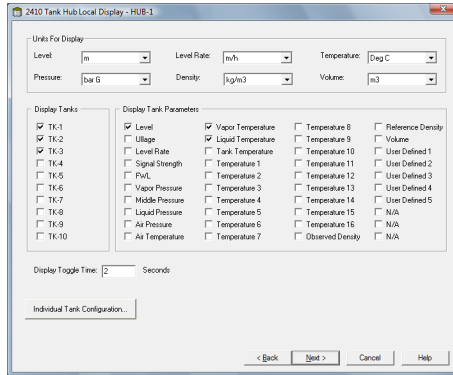 2410 Tank Hub Local Display - HUB-1
Units For Display
Level: m Level Rate: m/h Temperature: Deg C
Pressure: bar G Density: kg/m3 Volume: m3
Display Tanks
TK-1
TK-2
TK-3
TK-4
TK-5
TK-6
TK-7
TK-8
TK-9
TK-10
Display Tank Parameters
Level
Ullage
Level Rate
Signal Strength
FWL
Vapor Pressure
Middle Pressure
Liquid Pressure
Air Pressure
Air Temperature
Vapor Temperature
Liquid Temperature
Tank Temperature
Temperature 1
Temperature 2
Temperature 3
Temperature 4
Temperature 5
Temperature 6
Temperature 7
Temperature 8
Temperature 9
Temperature 10
Temperature 11
Temperature 12
Temperature 13
Temperature 14
Temperature 15
Temperature 16
Observed Density
Reference Density
Volume
User Defined 1
User Defined 2
User Defined 3
User Defined 4
User Defined 5
N/A
N/A
N/A
Display Toggle Time: 2 Seconds
Individual Tank Configuration...
< Back Next > Cancel Help